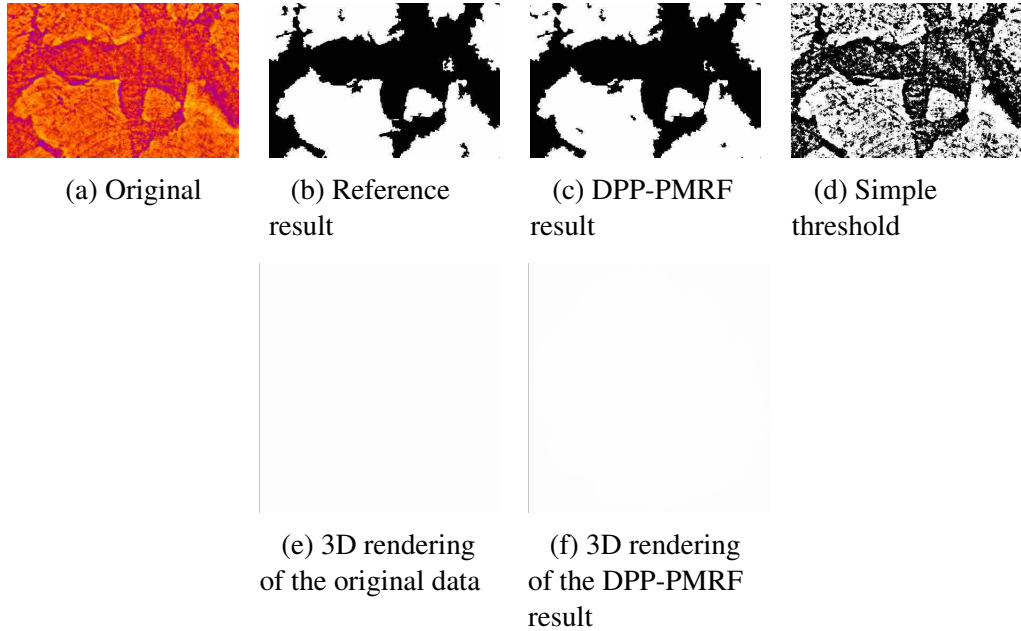 (a) Original
(b) Reference
result
(c) DPP-PMRF
result
(d) Simple
threshold
(e) 3D rendering
of the original data
(f) 3D rendering
of the DPP-PMRF
result